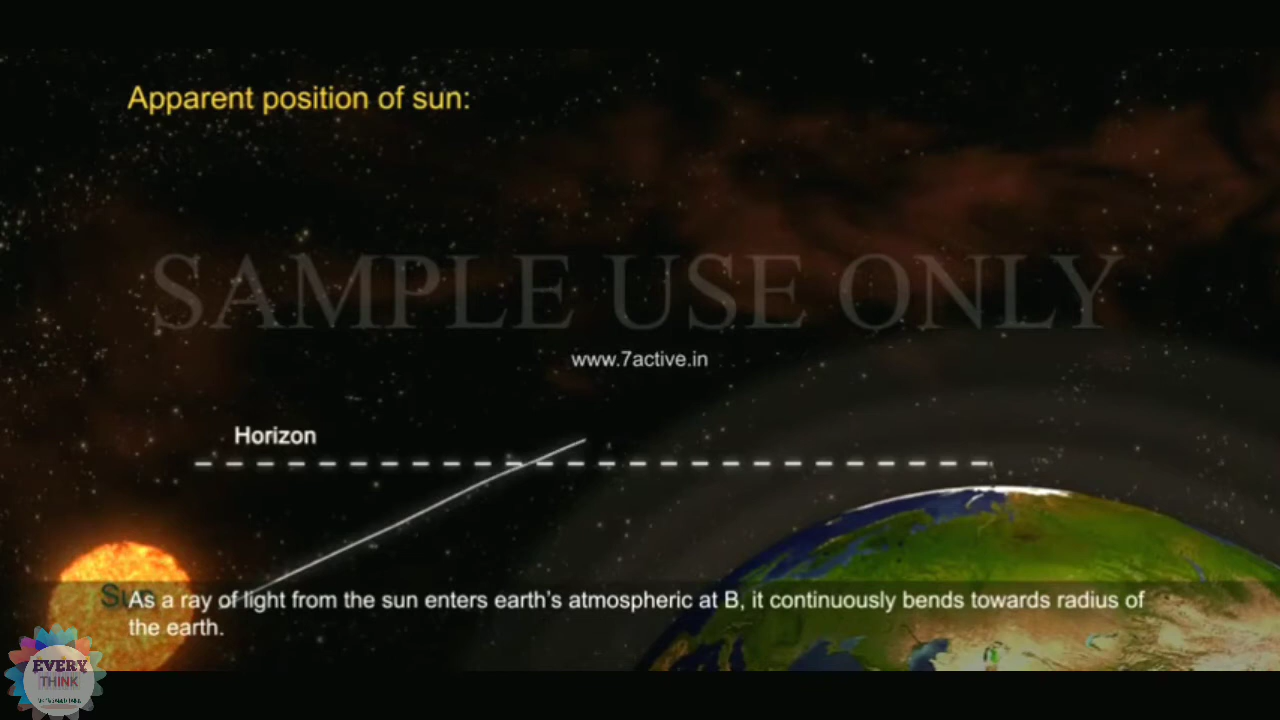 Apparent position of sun:
SAMPLE USE ONLY
www.7active.in
Horizon
Sun
As a ray of light from the sun enters earth's atmospheric at B, it continuously bends towards radius of
the earth.
EVERY
THINK